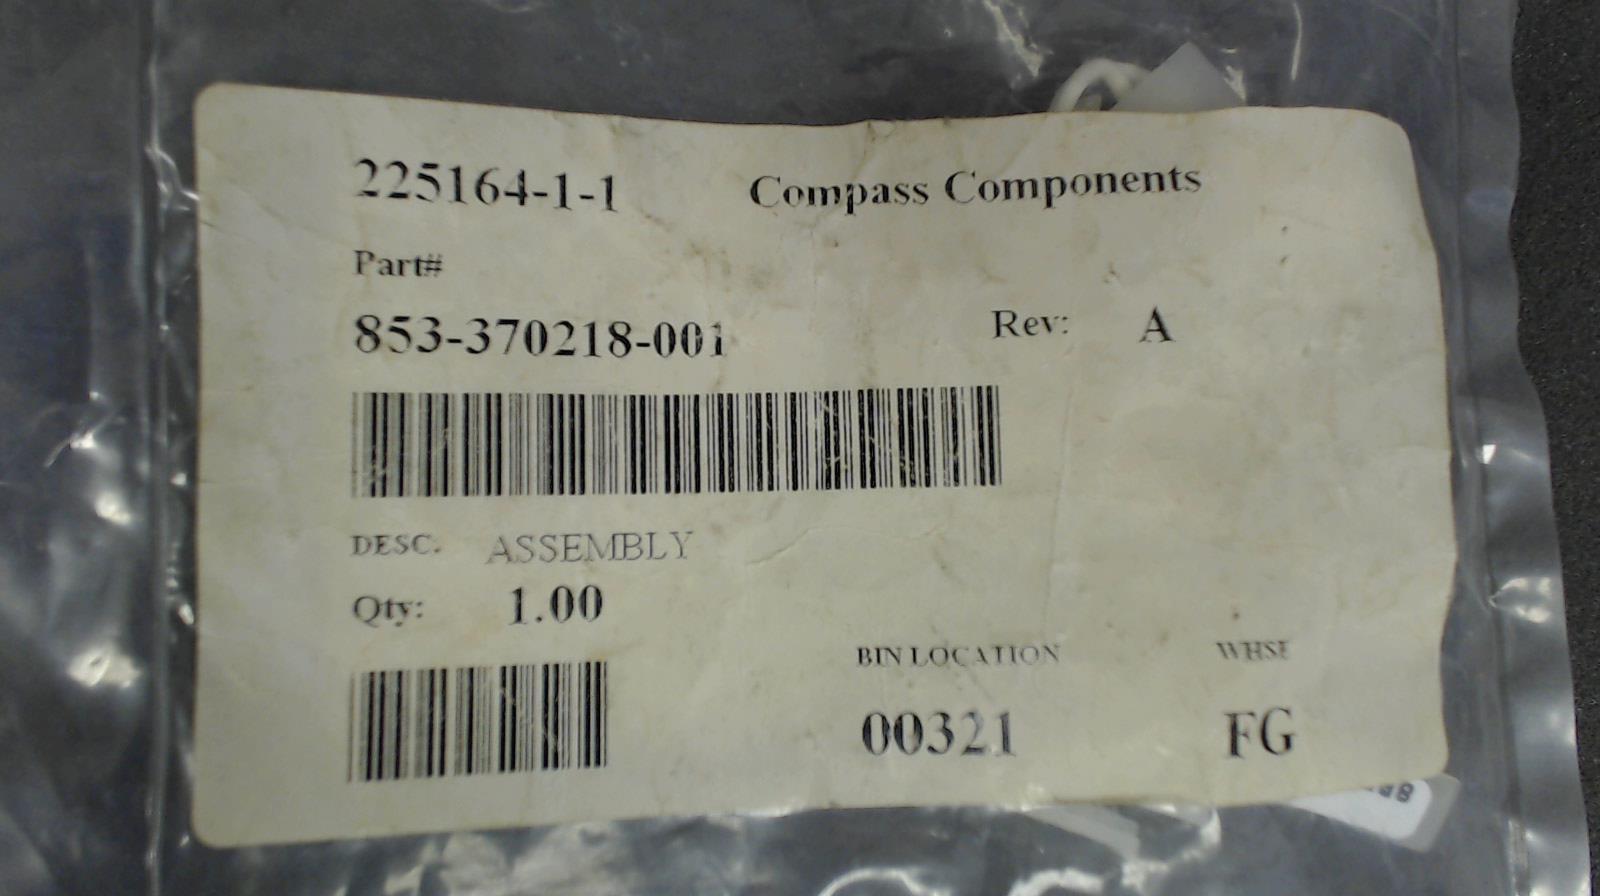 225164-1-1 Compass Components
Part#
853-370218-001 Rev: A
DESC. ASSEMBLY
Qty: 1.00
BIN LOCATION WHSE
00321 FG